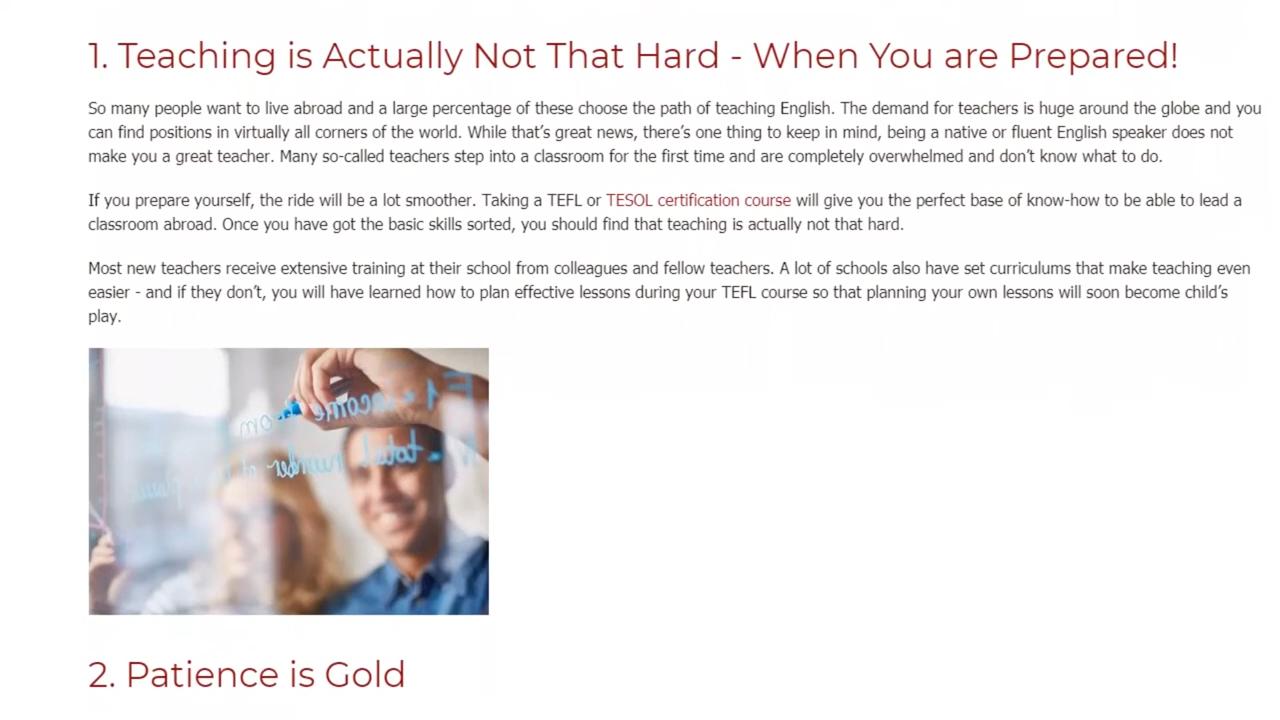 1. Teaching is Actually Not That Hard - When You are Prepared!
So many people want to live abroad and a large percentage of these choose the path of teaching English. The demand for teachers is huge around the globe and you
can find positions in virtually all corners of the world. While that's great news, there's one thing to keep in mind, being a native or fluent English speaker does not
make you a great teacher. Many so-called teachers step into a classroom for the first time and are completely overwhelmed and don't know what to do.
If you prepare yourself, the ride will be a lot smoother. Taking a TEFL or TESOL certification course will give you the perfect base of know-how to be able to lead a
classroom abroad. Once you have got the basic skills sorted, you should find that teaching is actually not that hard.
Most new teachers receive extensive training at their school from colleagues and fellow teachers. A lot of schools also have set curriculums that make teaching even
easier - and if they don't, you will have learned how to plan effective lessons during your TEFL course so that planning your own lessons will soon become child's
play.
income
total number
2. Patience is Gold